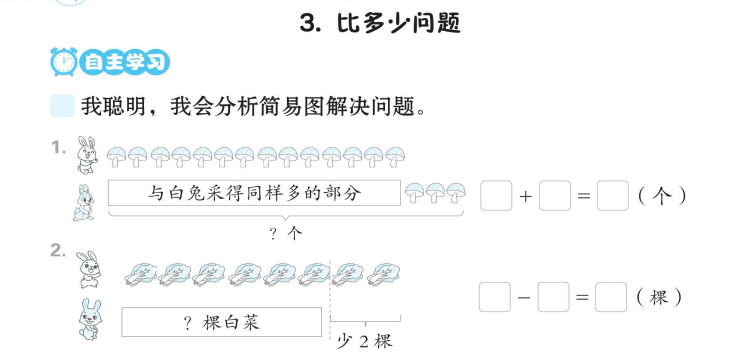 3. 比多少问题
自主学习
我聪明，我会分析简易图解决问题。
1.
与白兔采得同样多的部分
□ + □ = □ （个）
? 个
2.
? 棵白菜
少 2 棵
□ － □ = □ （棵）